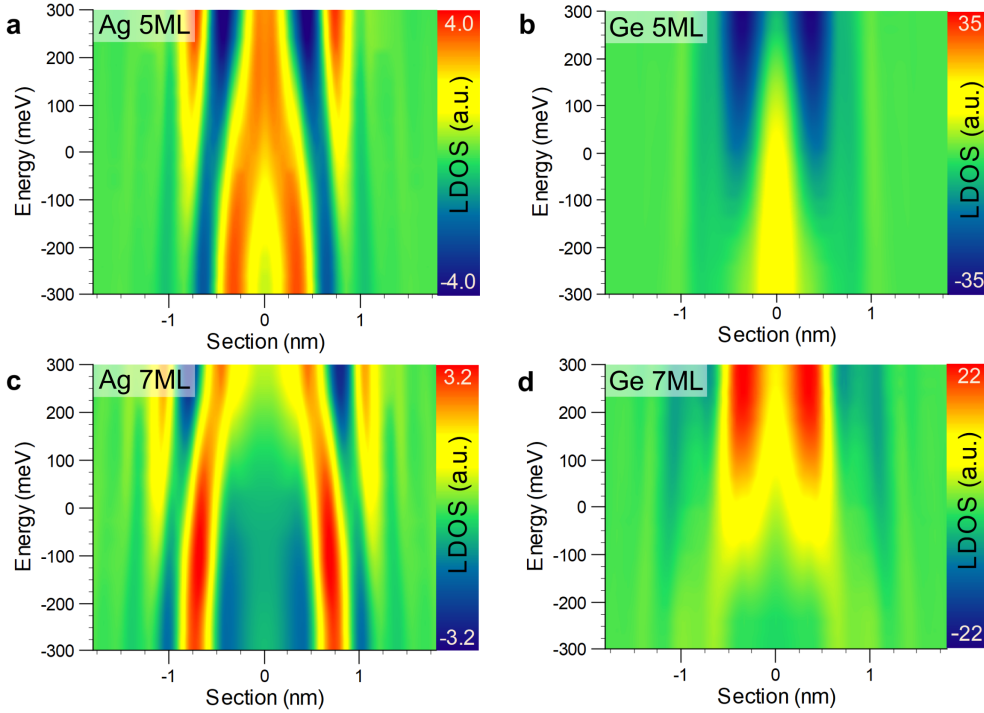 a
Ag 5ML
300
200
100
0
-100
-200
-300
Energy (meV)
-1
0
1
Section (nm)
4.0
LDOS (a.u.)
-4.0
b
Ge 5ML
300
200
100
0
-100
-200
-300
Energy (meV)
-1
0
1
Section (nm)
35
LDOS (a.u.)
-35
c
Ag 7ML
300
200
100
0
-100
-200
-300
Energy (meV)
-1
0
1
Section (nm)
3.2
LDOS (a.u.)
-3.2
d
Ge 7ML
300
200
100
0
-100
-200
-300
Energy (meV)
-1
0
1
Section (nm)
22
LDOS (a.u.)
-22